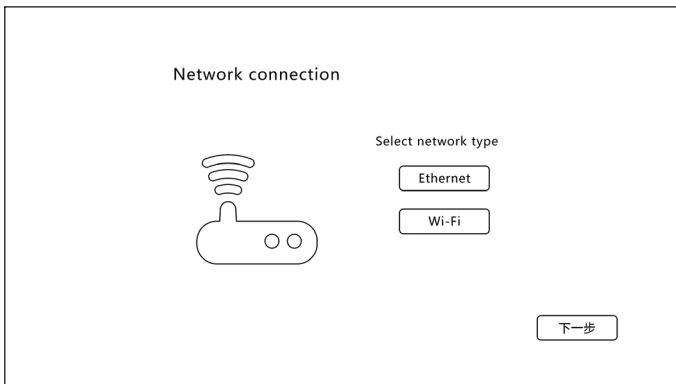 Network connection
Select network type
Ethernet
Wi-Fi
下一步